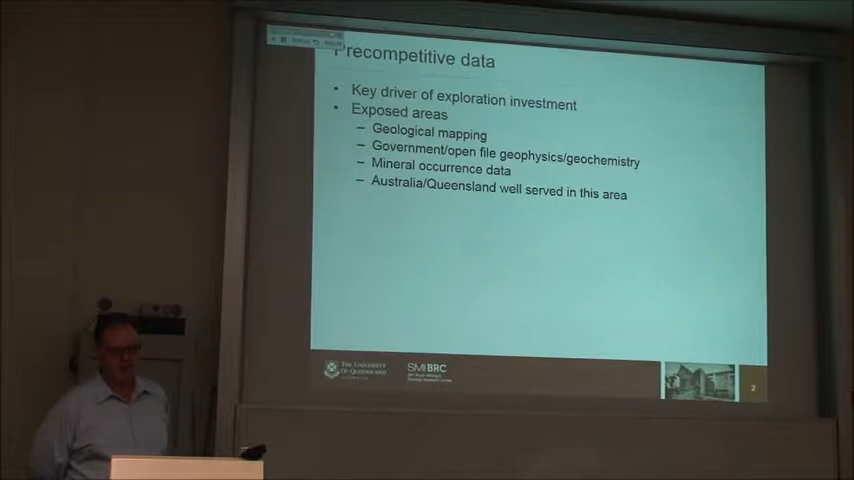 Precompetitive data
• Key driver of exploration investment
• Exposed areas
– Geological mapping
– Government/open file geophysics/geochemistry
– Mineral occurrence data
– Australia/Queensland well served in this area
THE UNIVERSITY
OF QUEENSLAND
SMI BRC
2